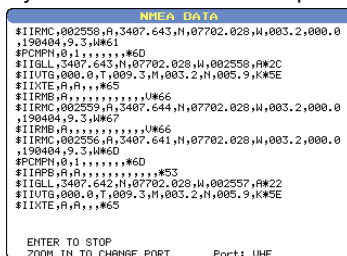 NMEA DATA
$IIRMC,002558,A,3407.643,N,07702.028,W,003.2,000.0
,190404,9.3,W*61
$PCMPN,0,1,,,,,,,*6D
$IIGLL,3407.643,N,07702.028,W,002558,A*2C
$IIVTG,000.0,T,009.3,M,003.2,N,005.9,K*5E
$IIXTE,A,A,,,*65
$IIRMB,A,,,,,,,,,,,,V*66
$IIRMC,002559,A,3407.644,N,07702.028,W,003.2,000.0
,190404,9.3,W*67
$IIRMB,A,,,,,,,,,,,,V*66
$IIRMC,002556,A,3407.641,N,07702.028,W,003.2,000.0
,190404,9.3,W*6D
$PCMPN,0,1,,,,,,,*6D
$IIAPB,A,A,,,,,,,,,,,,*53
$IIGLL,3407.642,N,07702.028,W,002557,A*22
$IIVTG,000.0,T,009.3,M,003.2,N,005.9,K*5E
$IIXTE,A,A,,,*65
ENTER TO STOP
ZOOM IN TO CHANGE PORT Port: VHF